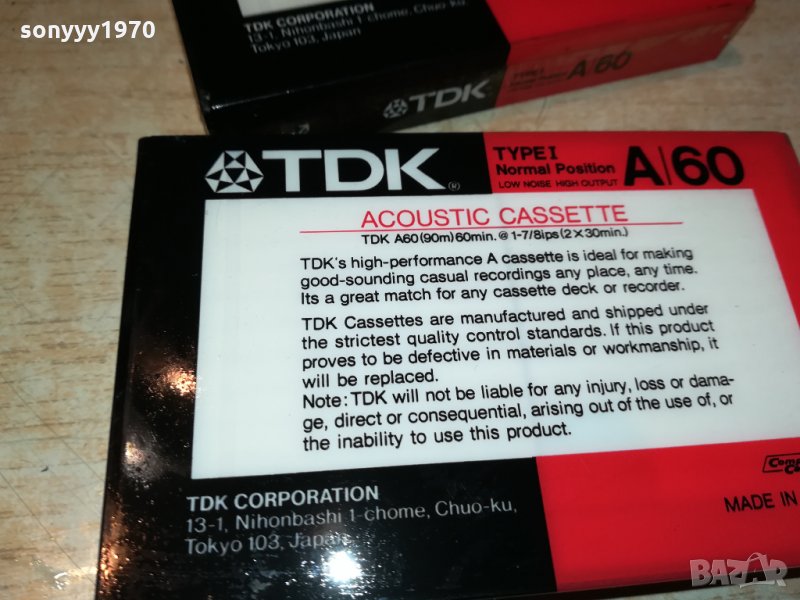 sonyyy1970
TDK CORPORATION
13-1, Nihonbashi 1-chome, Chuo-ku,
Tokyo 103, Japan
TDK
TYPE I
A/60
TDK®
TYPE I
Normal Position
LOW NOISE HIGH OUTPUT
A/60
ACOUSTIC CASSETTE
TDK A60(90m)60min.@1-7/8ips(2×30min.)
TDK's high-performance A cassette is ideal for making
good-sounding casual recordings any place, any time.
Its a great match for any cassette deck or recorder.
TDK Cassettes are manufactured and shipped under
the strictest quality control standards. If this product
proves to be defective in materials or workmanship, it
will be replaced.
Note: TDK will not be liable for any injury, loss or dama-
ge, direct or consequential, arising out of the use of, or
the inability to use this product.
TDK CORPORATION
13-1, Nihonbashi 1-chome, Chuo-ku,
Tokyo 103, Japan
MADE IN
BAZAR